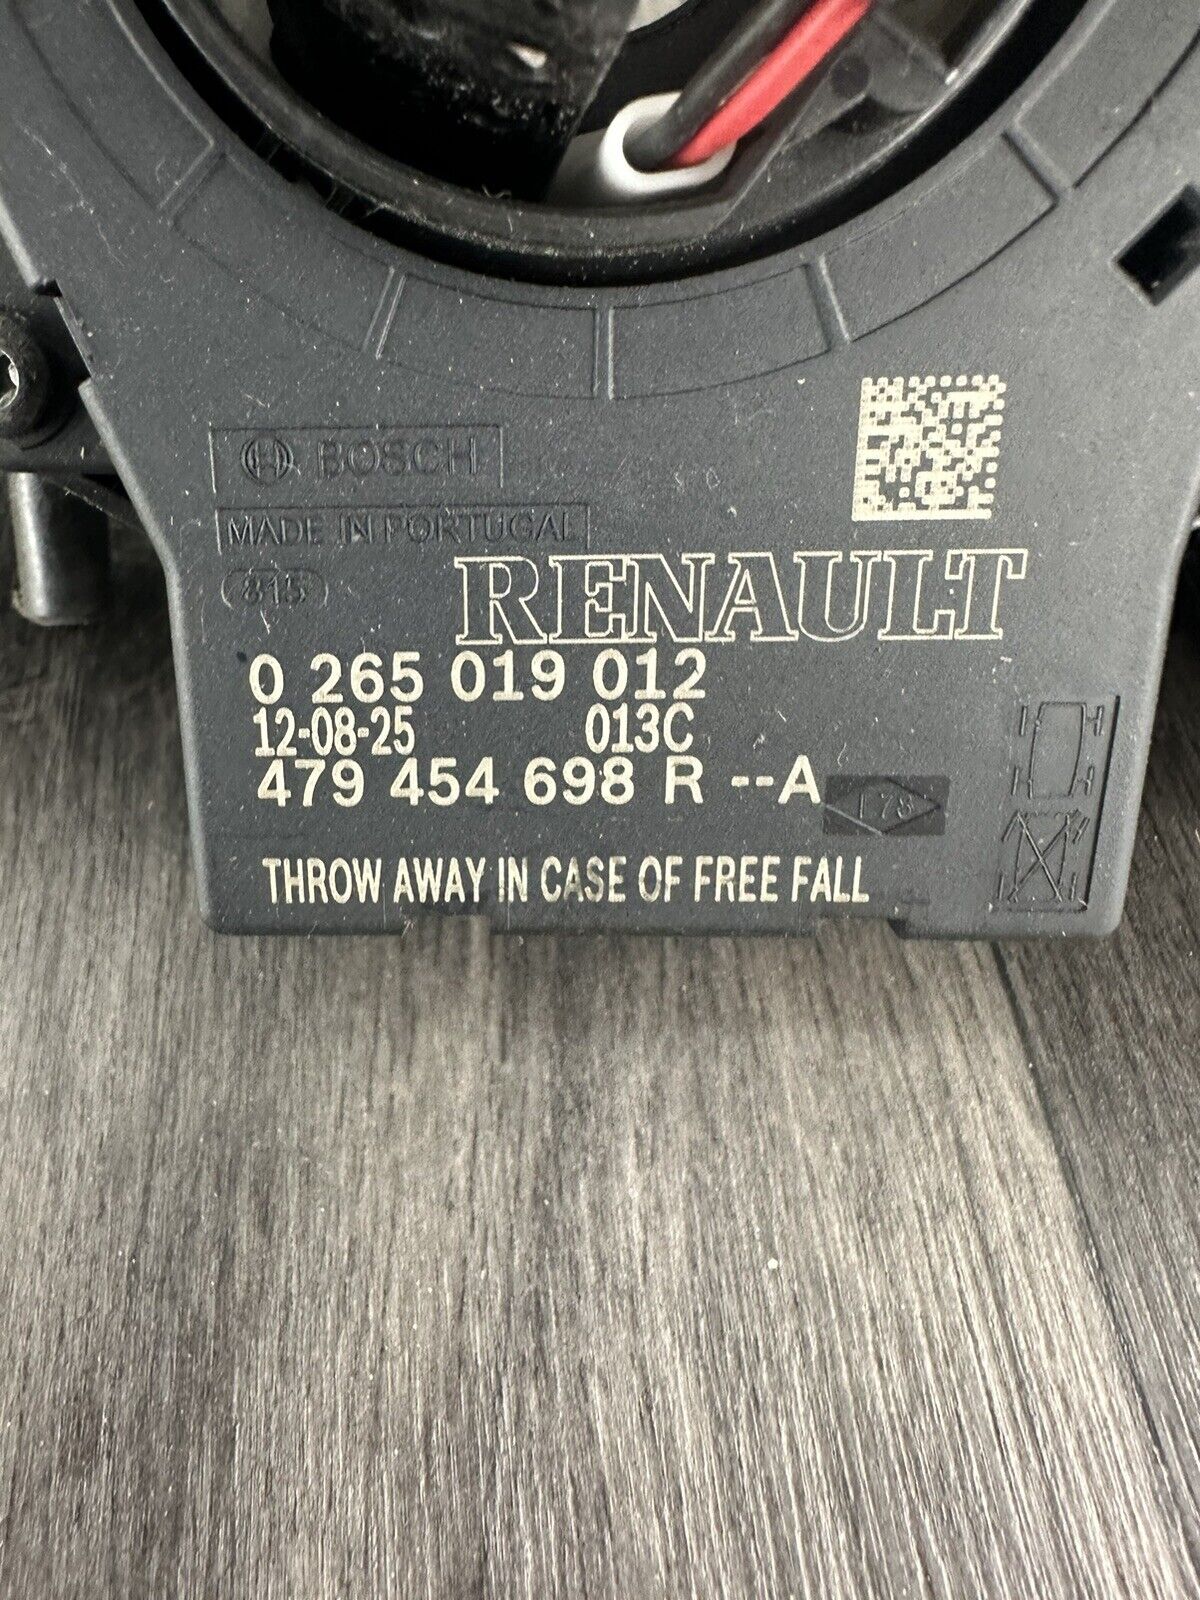 BOSCH
MADE IN PORTUGAL
815
RENAULT
0 265 019 012
12-08-25 013C
479 454 698 R --A
THROW AWAY IN CASE OF FREE FALL